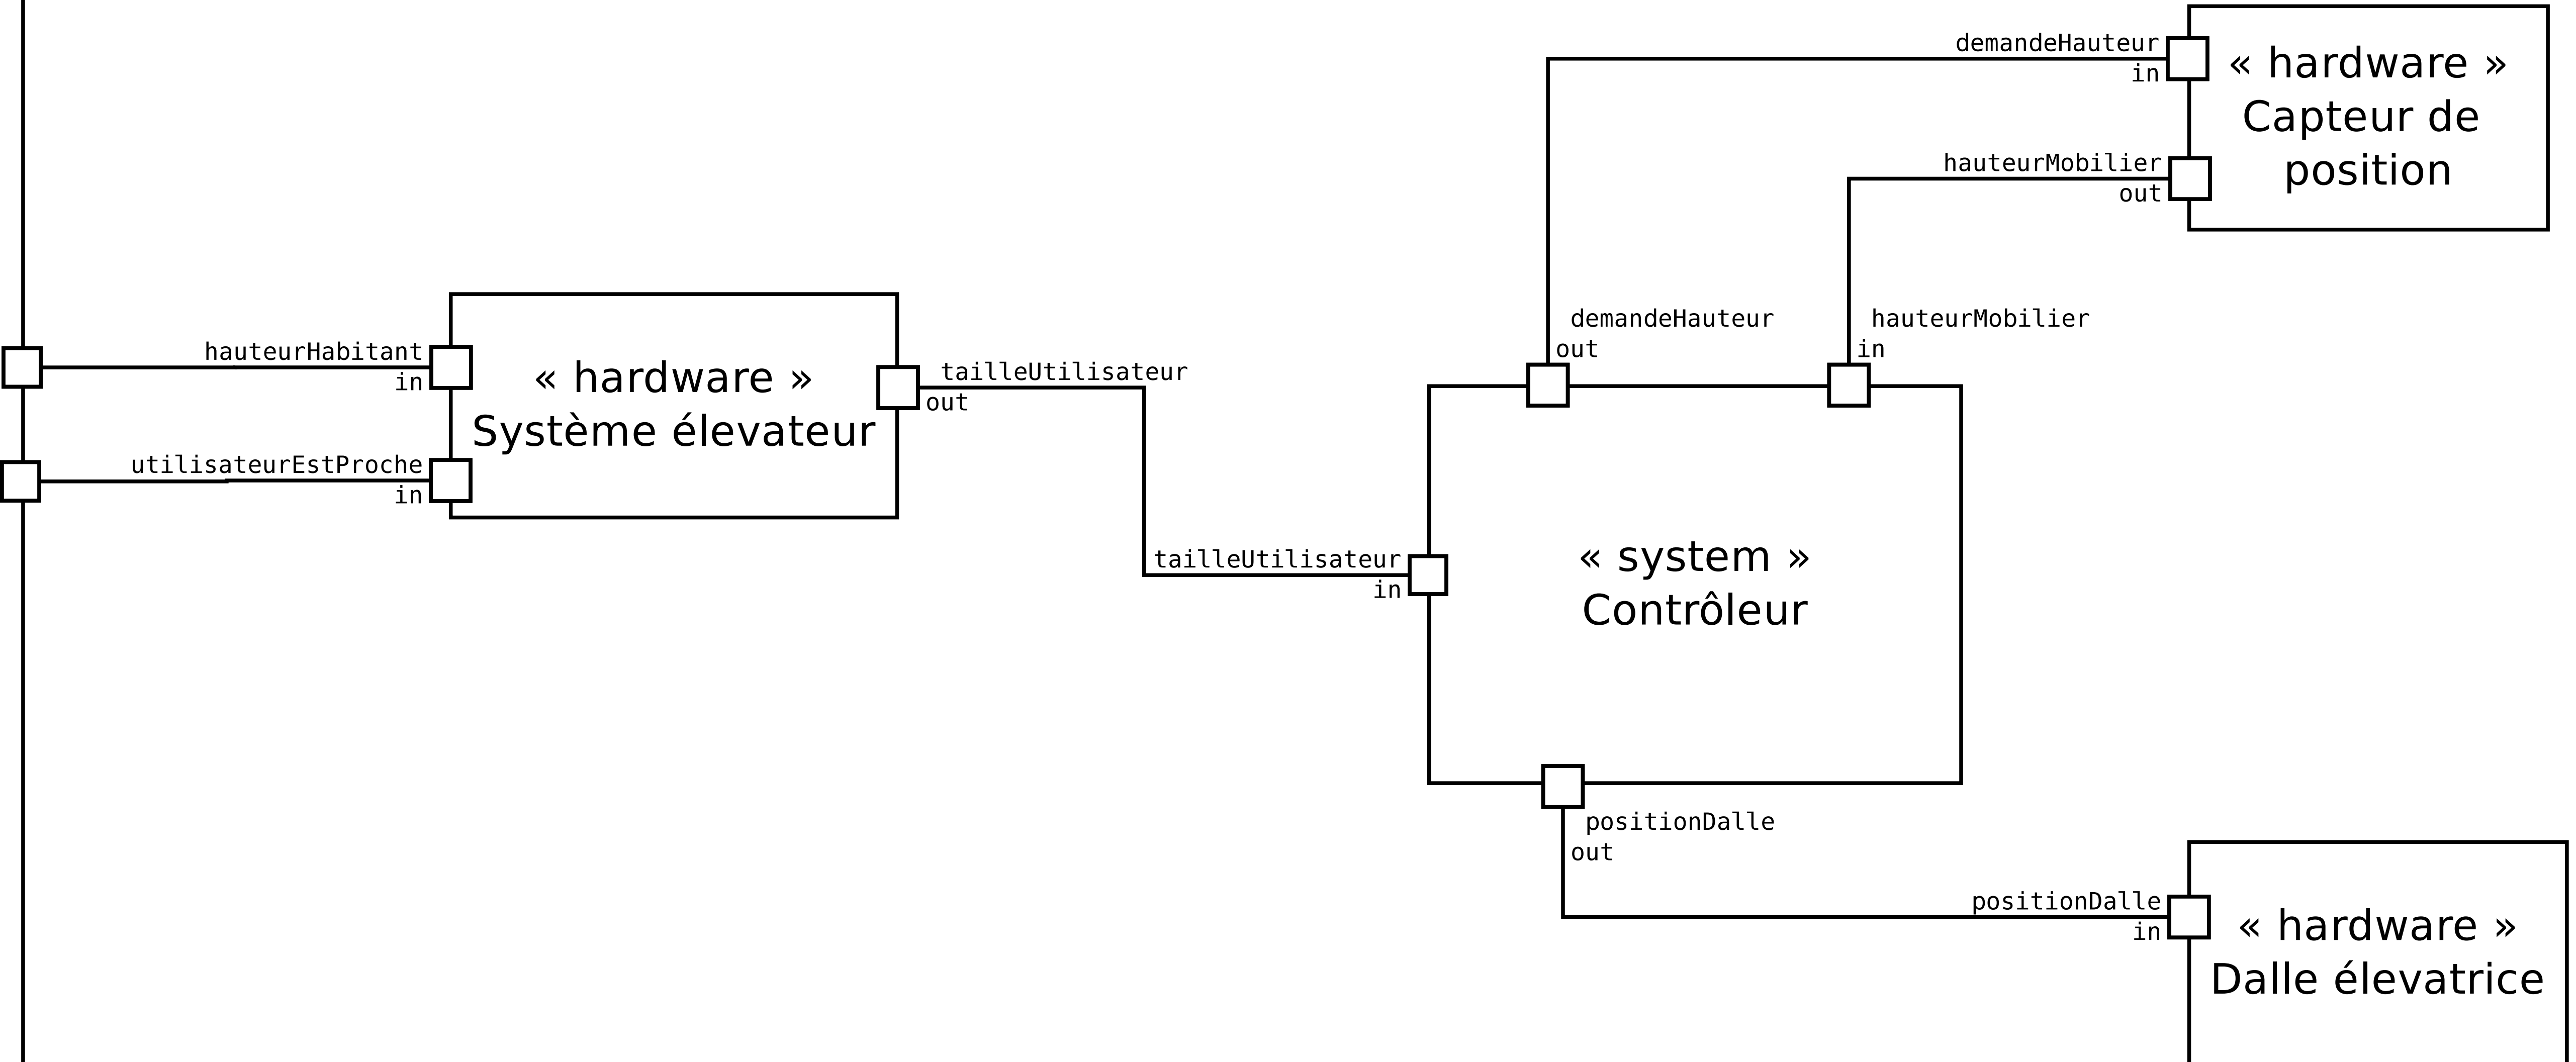 demandeHauteur
in
« hardware »
Capteur de
position
hauteurMobilier
out
demandeHauteur
out
hauteurMobilier
in
hauteurHabitant
in
« hardware »
Système élevateur
tailleUtilisateur
out
utilisateurEstProche
in
tailleUtilisateur
in
« system »
Contrôleur
positionDalle
out
positionDalle
in
« hardware »
Dalle élevatrice